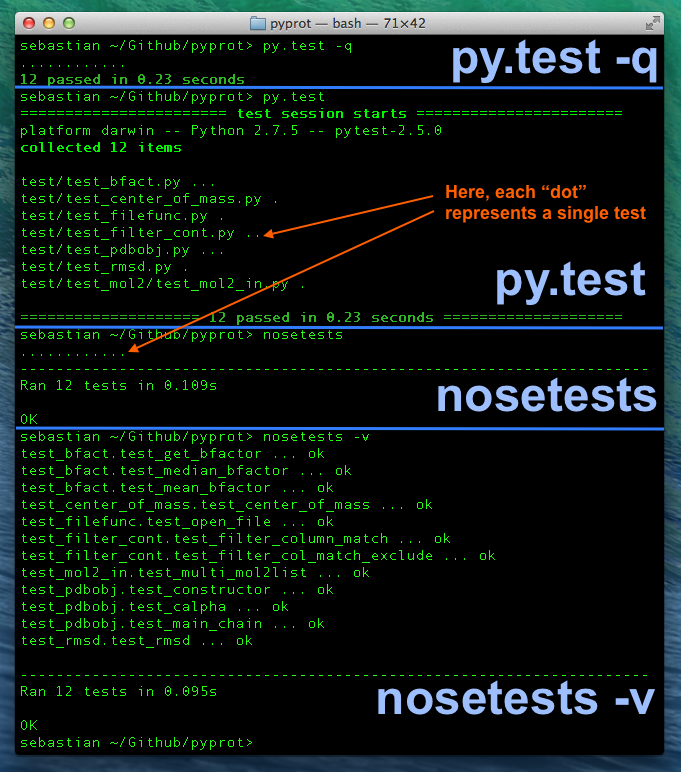 pyprot — bash — 71×42
sebastian ~/Github/pyprot> py.test -q
............
12 passed in 0.23 seconds
py.test -q
sebastian ~/Github/pyprot> py.test
======================= test session starts =======================
platform darwin -- Python 2.7.5 -- pytest-2.5.0
collected 12 items
test/test_bfact.py ...
test/test_center_of_mass.py .
test/test_filefunc.py .
test/test_filter_cont.py ..
test/test_pdbobj.py ...
test/test_rmsd.py .
test/test_mol2/test_mol2_in.py .
Here, each “dot”
represents a single test
py.test
==================== 12 passed in 0.23 seconds ====================
sebastian ~/Github/pyprot> nosetests
............
----------------------------------------------------------------------
Ran 12 tests in 0.109s
OK
nosetests
sebastian ~/Github/pyprot> nosetests -v
test_bfact.test_get_bfactor ... ok
test_bfact.test_median_bfactor ... ok
test_bfact.test_mean_bfactor ... ok
test_center_of_mass.test_center_of_mass ... ok
test_filefunc.test_open_file ... ok
test_filter_cont.test_filter_column_match ... ok
test_filter_cont.test_filter_col_match_exclude ... ok
test_mol2_in.test_multi_mol2list ... ok
test_pdbobj.test_constructor ... ok
test_pdbobj.test_calpha ... ok
test_pdbobj.test_main_chain ... ok
test_rmsd.test_rmsd ... ok
----------------------------------------------------------------------
Ran 12 tests in 0.095s
OK
nosetests -v
sebastian ~/Github/pyprot>